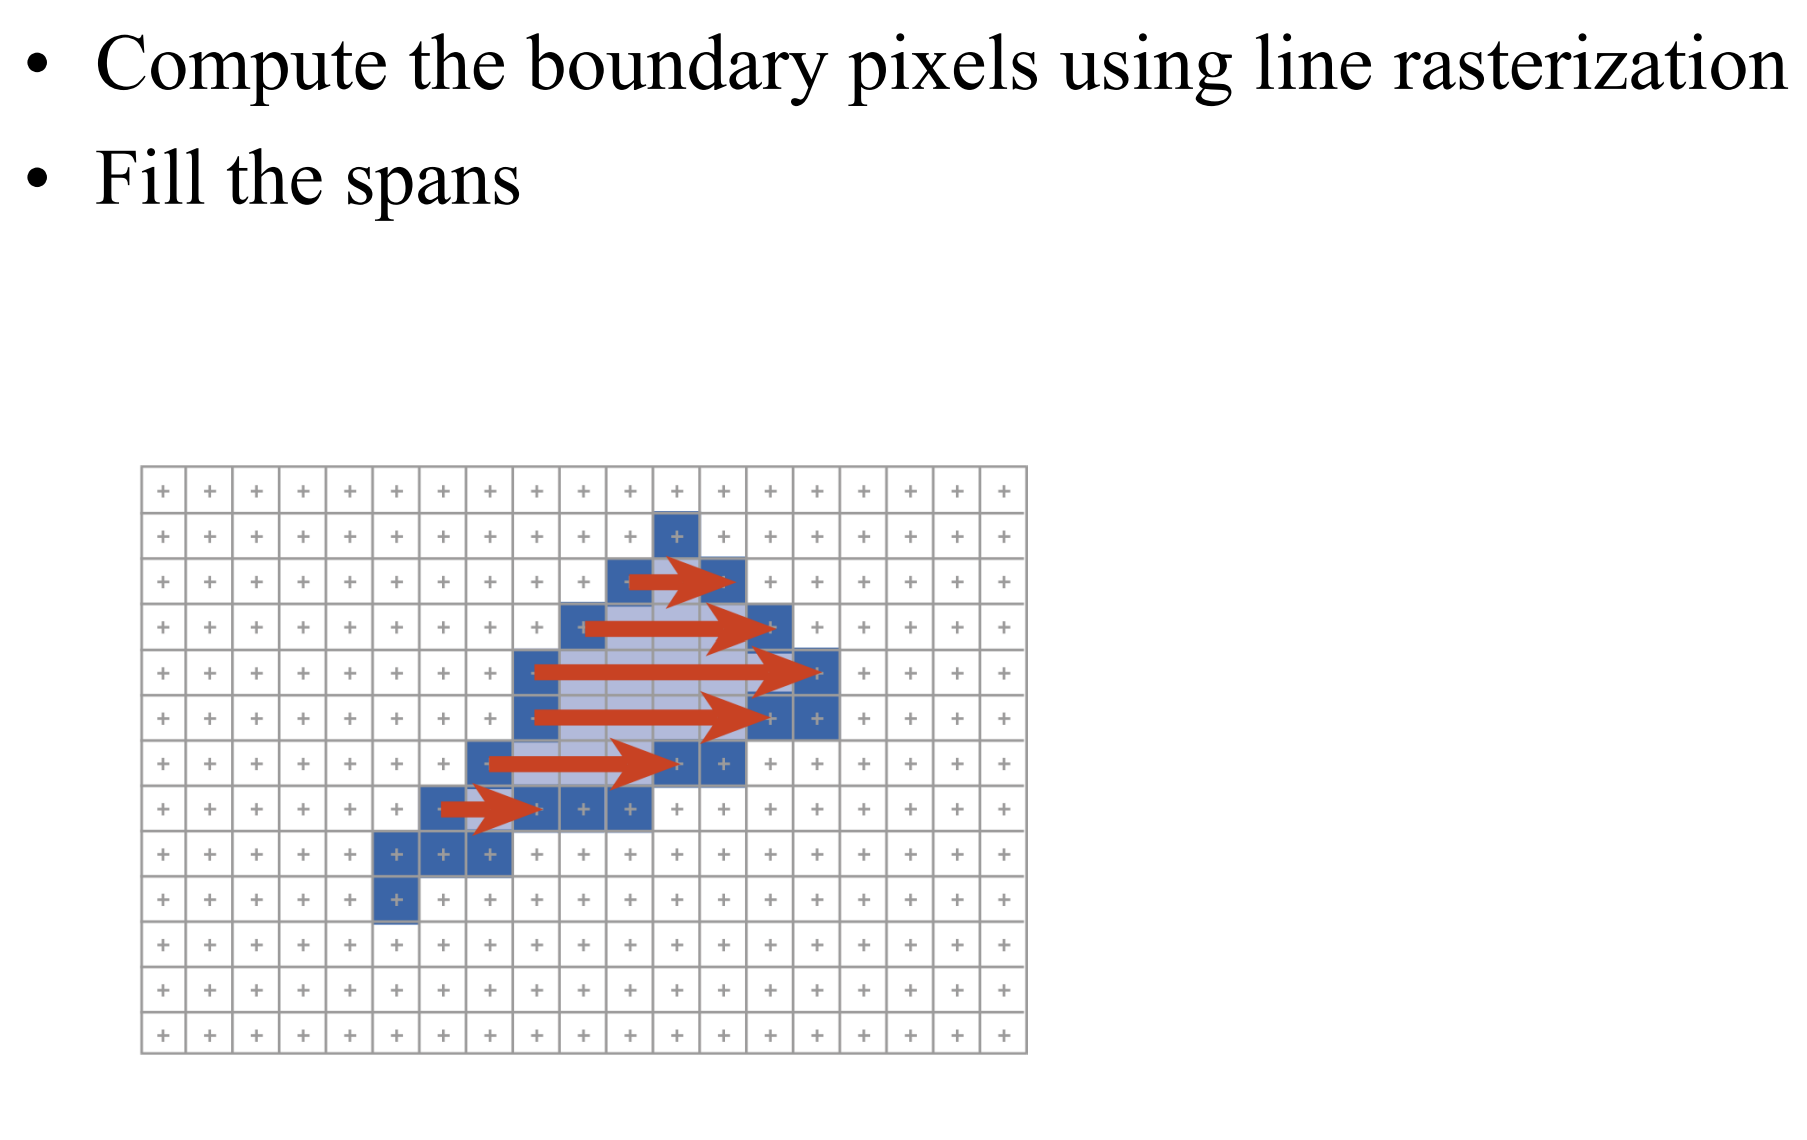 • Compute the boundary pixels using line rasterization
• Fill the spans